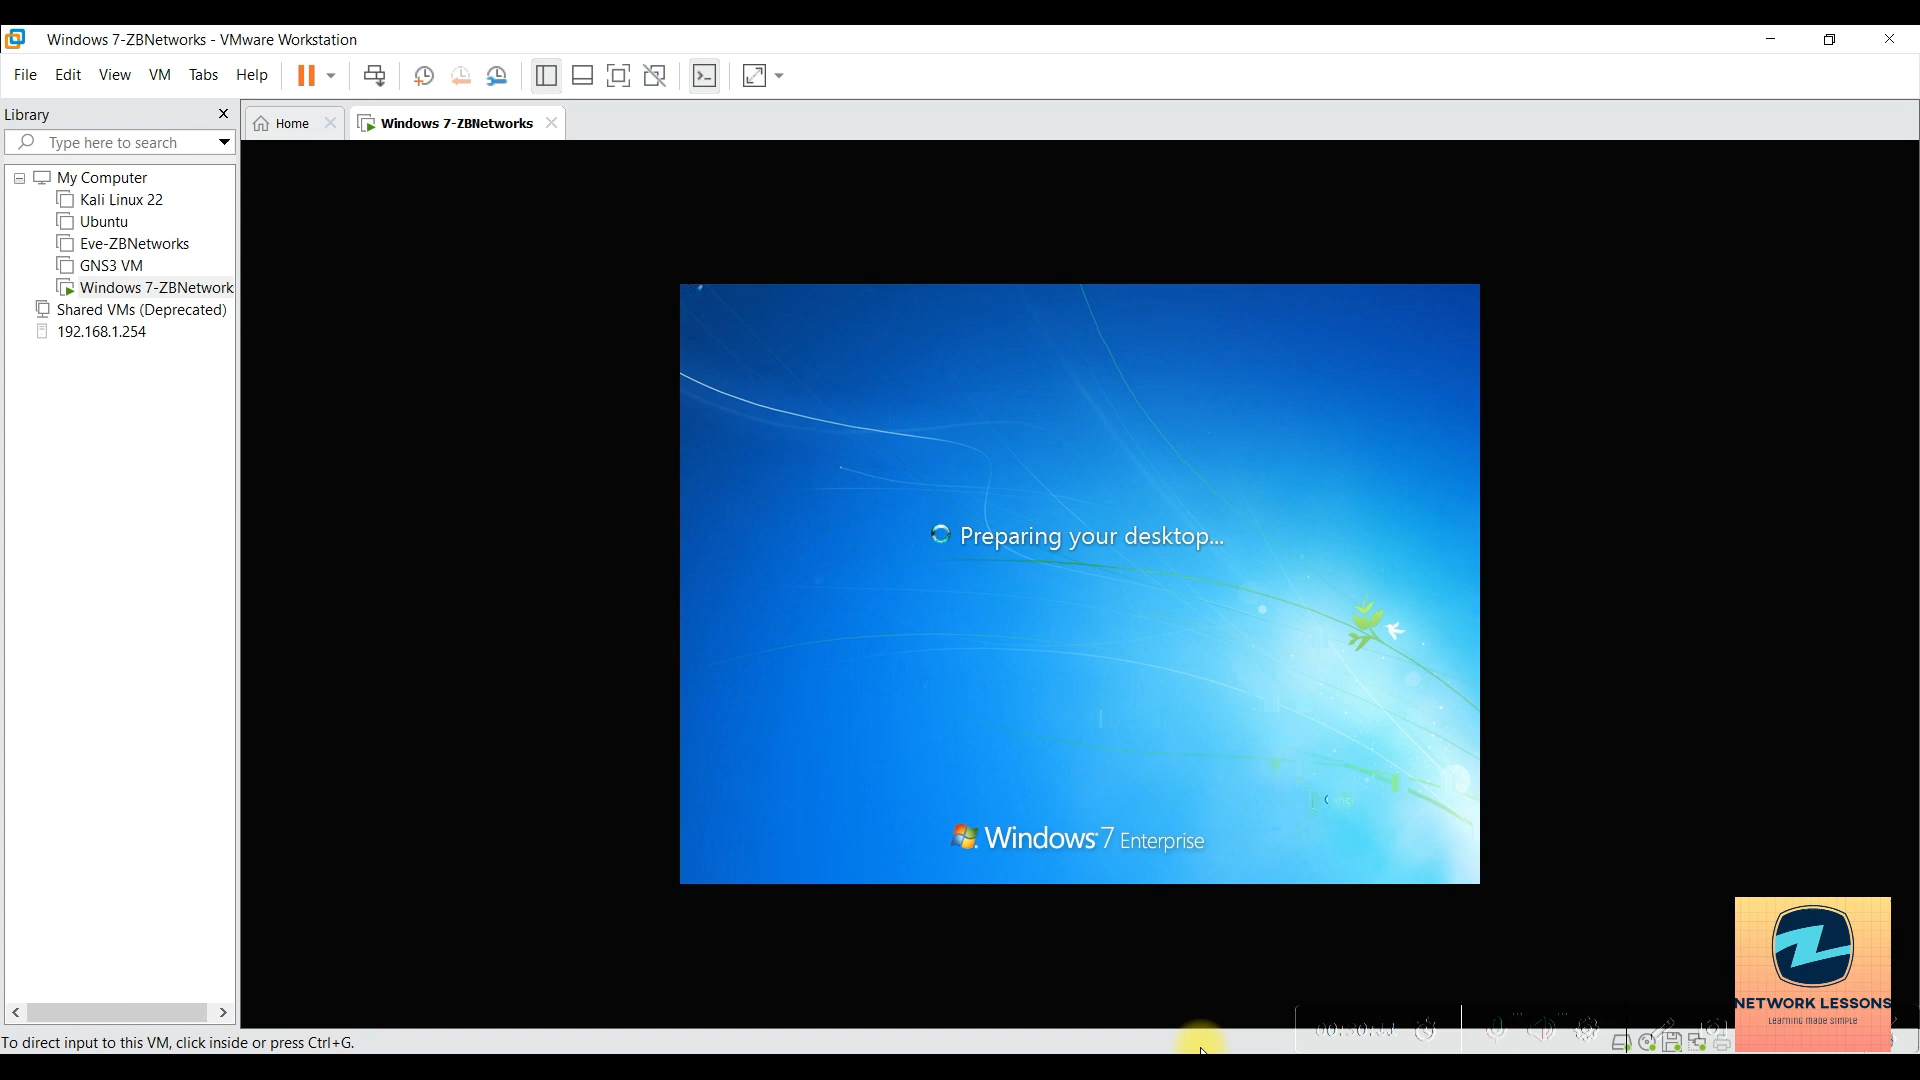 Windows 7-ZBNetworks - VMware Workstation
File Edit View VM Tabs Help
Library
Type here to search
Home
Windows 7-ZBNetworks
My Computer
Kali Linux 22
Ubuntu
Eve-ZBNetworks
GNS3 VM
Windows 7-ZBNetwork
Shared VMs (Deprecated)
192.168.1.254
Preparing your desktop...
Windows 7 Enterprise
NETWORK LESSONS
Learning made simple
To direct input to this VM, click inside or press Ctrl+G.